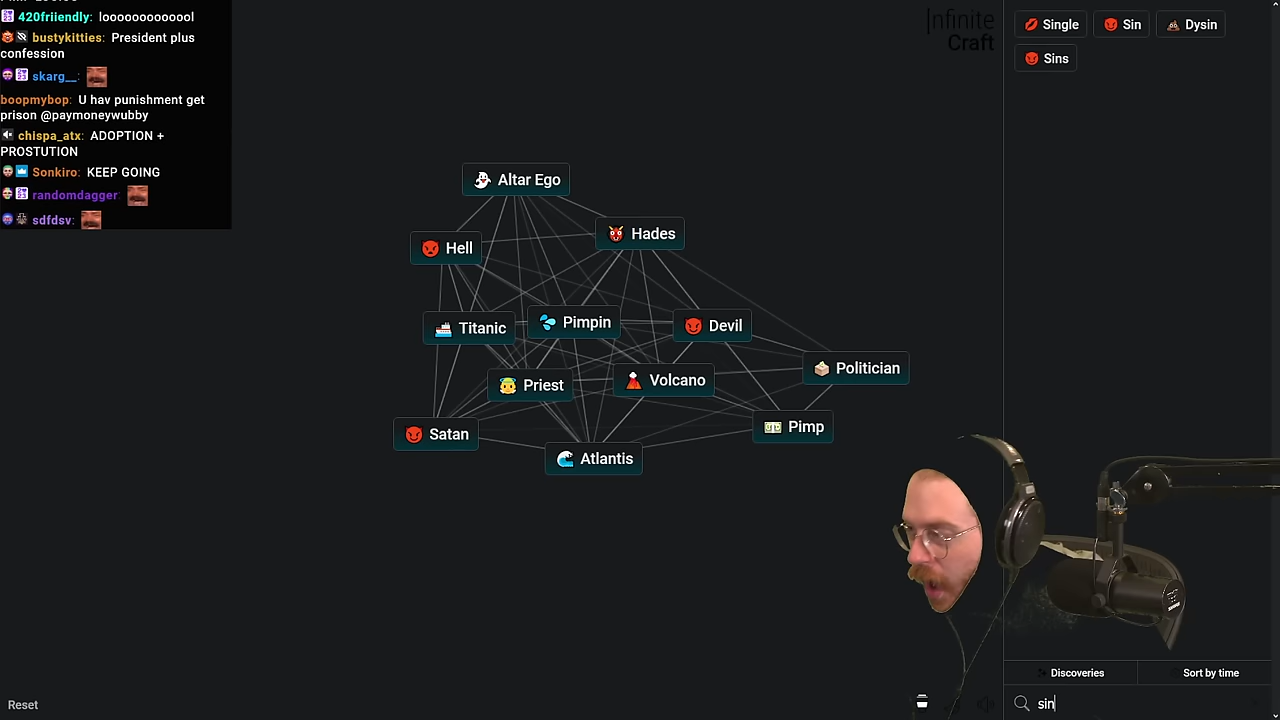 420friiendly: loooooooooool
bustykitties: President plus
confession
skarg__:
boopmybop: U hav punishment get
prison @paymoneywubby
chispa_atx: ADOPTION +
PROSTUTION
Sonkiro: KEEP GOING
randomdagger:
sdfdsv:
Infinite
Craft
Single
Sin
Dysin
Sins
Altar Ego
Hades
Hell
Titanic
Pimpin
Devil
Politician
Priest
Volcano
Satan
Pimp
Atlantis
Discoveries
Sort by time
Reset
sin